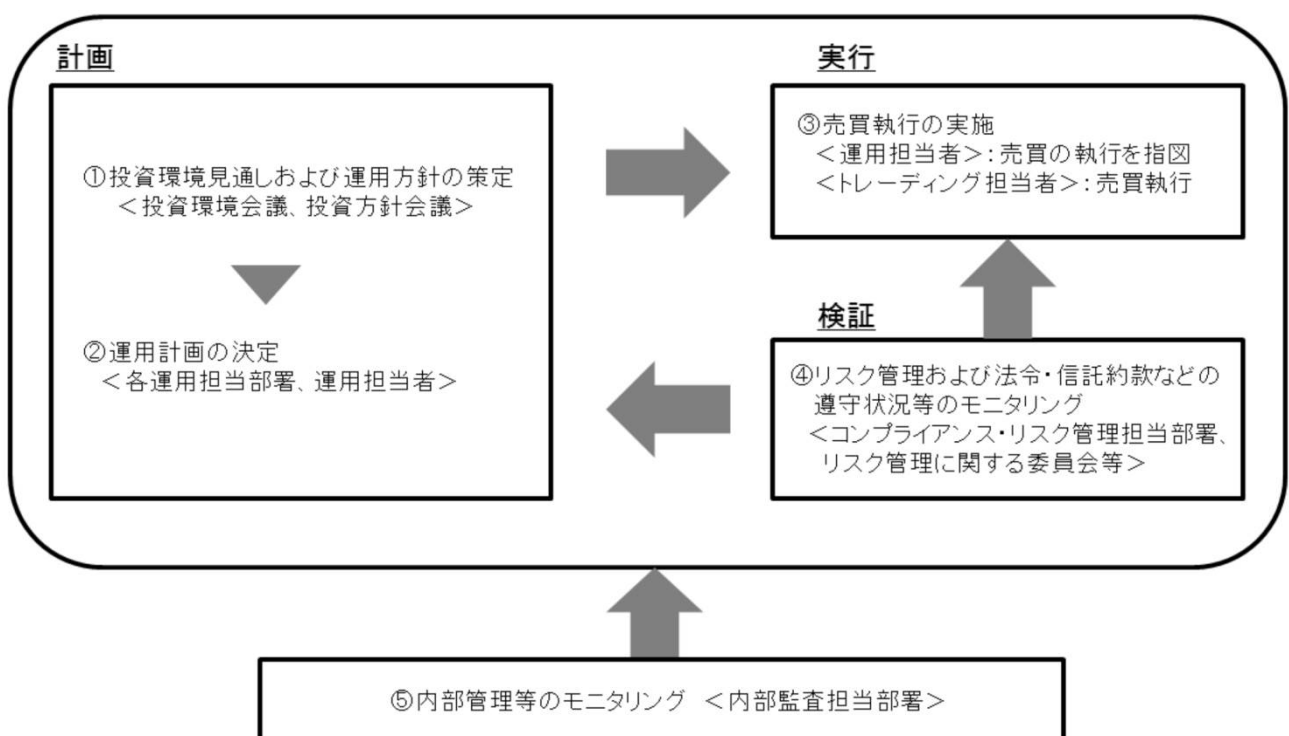 計画
①投資環境見通しおよび運用方針の策定
＜投資環境会議、投資方針会議＞
②運用計画の決定
＜各運用担当部署、運用担当者＞
実行
③売買執行の実施
＜運用担当者＞：売買の執行を指図
＜トレーディング担当者＞：売買執行
検証
④リスク管理および法令・信託約款などの
遵守状況等のモニタリング
＜コンプライアンス・リスク管理担当部署、
リスク管理に関する委員会等＞
⑤内部管理等のモニタリング ＜内部監査担当部署＞